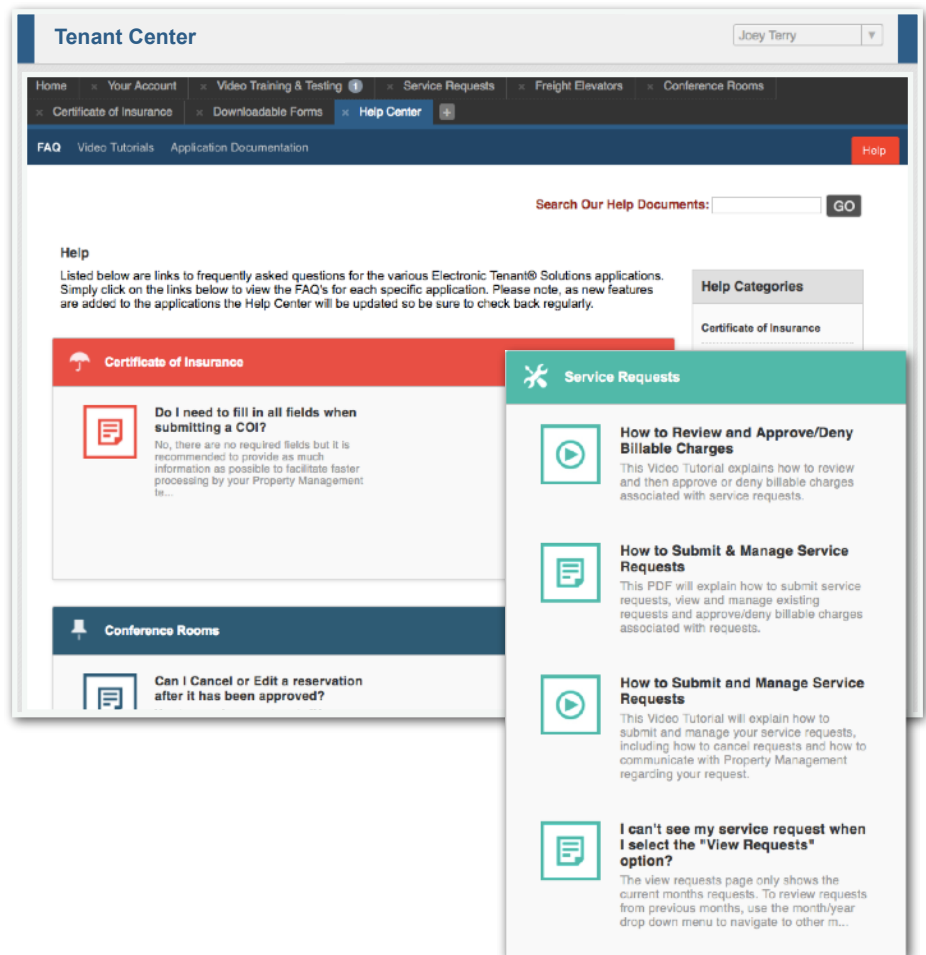 Tenant Center
Joey Terry
Home
× Your Account
× Video Training & Testing 1
× Service Requests
× Freight Elevators
× Conference Rooms
× Certificate of Insurance
× Downloadable Forms
× Help Center
+
FAQ
Video Tutorials
Application Documentation
Help
Search Our Help Documents:
GO
Help
Listed below are links to frequently asked questions for the various Electronic Tenant® Solutions applications.
Simply click on the links below to view the FAQ's for each specific application. Please note, as new features
are added to the applications the Help Center will be updated so be sure to check back regularly.
Help Categories
Certificate of Insurance
Certificate of Insurance
Do I need to fill in all fields when
submitting a COI?
No, there are no required fields but it is
recommended to provide as much
information as possible to facilitate faster
processing by your Property Management
te...
Conference Rooms
Can I Cancel or Edit a reservation
after it has been approved?
Service Requests
How to Review and Approve/Deny
Billable Charges
This Video Tutorial explains how to review
and then approve or deny billable charges
associated with service requests.
How to Submit & Manage Service
Requests
This PDF will explain how to submit service
requests, view and manage existing
requests and approve/deny billable charges
associated with requests.
How to Submit and Manage Service
Requests
This Video Tutorial will explain how to
submit and manage your service requests,
including how to cancel requests and how to
communicate with Property Management
regarding your request.
I can't see my service request when
I select the "View Requests"
option?
The view requests page only shows the
current months requests. To review requests
from previous months, use the month/year
drop down menu to navigate to other m...